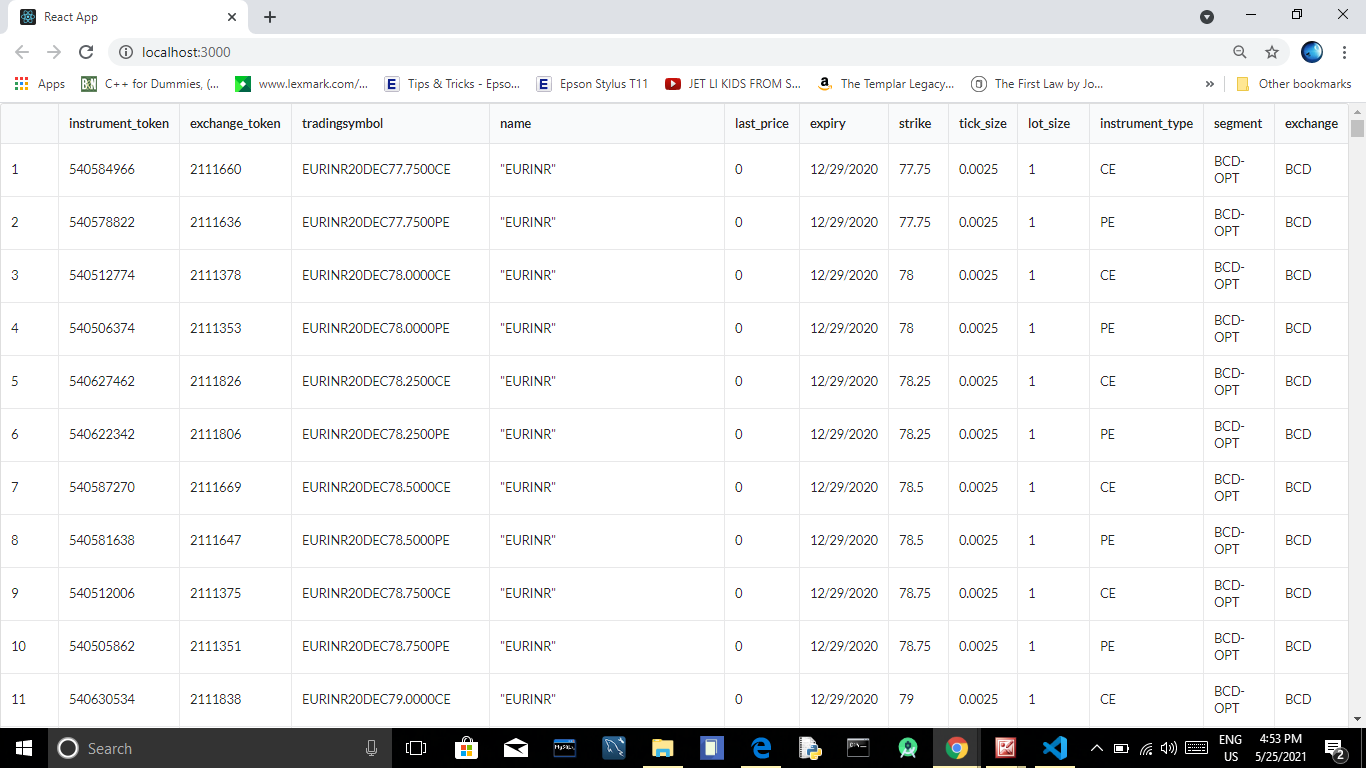 React App
localhost:3000
Apps
C++ for Dummies, (...
www.lexmark.com/...
Tips & Tricks - Epso...
Epson Stylus T11
JET LI KIDS FROM S...
The Templar Legacy...
The First Law by Jo...
Other bookmarks
instrument_token exchange_token tradingsymbol name last_price expiry strike tick_size lot_size instrument_type segment exchange
1 540584966 2111660 EURINR20DEC77.7500CE "EURINR" 0 12/29/2020 77.75 0.0025 1 CE BCD-OPT BCD
2 540578822 2111636 EURINR20DEC77.7500PE "EURINR" 0 12/29/2020 77.75 0.0025 1 PE BCD-OPT BCD
3 540512774 2111378 EURINR20DEC78.0000CE "EURINR" 0 12/29/2020 78 0.0025 1 CE BCD-OPT BCD
4 540506374 2111353 EURINR20DEC78.0000PE "EURINR" 0 12/29/2020 78 0.0025 1 PE BCD-OPT BCD
5 540627462 2111826 EURINR20DEC78.2500CE "EURINR" 0 12/29/2020 78.25 0.0025 1 CE BCD-OPT BCD
6 540622342 2111806 EURINR20DEC78.2500PE "EURINR" 0 12/29/2020 78.25 0.0025 1 PE BCD-OPT BCD
7 540587270 2111669 EURINR20DEC78.5000CE "EURINR" 0 12/29/2020 78.5 0.0025 1 CE BCD-OPT BCD
8 540581638 2111647 EURINR20DEC78.5000PE "EURINR" 0 12/29/2020 78.5 0.0025 1 PE BCD-OPT BCD
9 540512006 2111375 EURINR20DEC78.7500CE "EURINR" 0 12/29/2020 78.75 0.0025 1 CE BCD-OPT BCD
10 540505862 2111351 EURINR20DEC78.7500PE "EURINR" 0 12/29/2020 78.75 0.0025 1 PE BCD-OPT BCD
11 540630534 2111838 EURINR20DEC79.0000CE "EURINR" 0 12/29/2020 79 0.0025 1 CE BCD-OPT BCD
Search
ENG
US
4:53 PM
5/25/2021
2